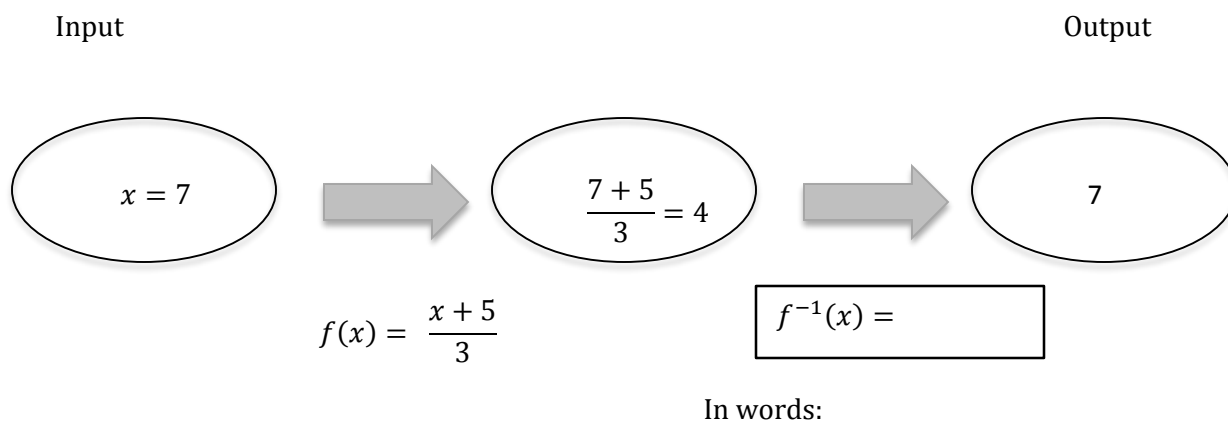 Input Output
x = 7
7 + 5
3
= 4
7
f(x) = x + 5
3
f⁻¹(x) =
In words: